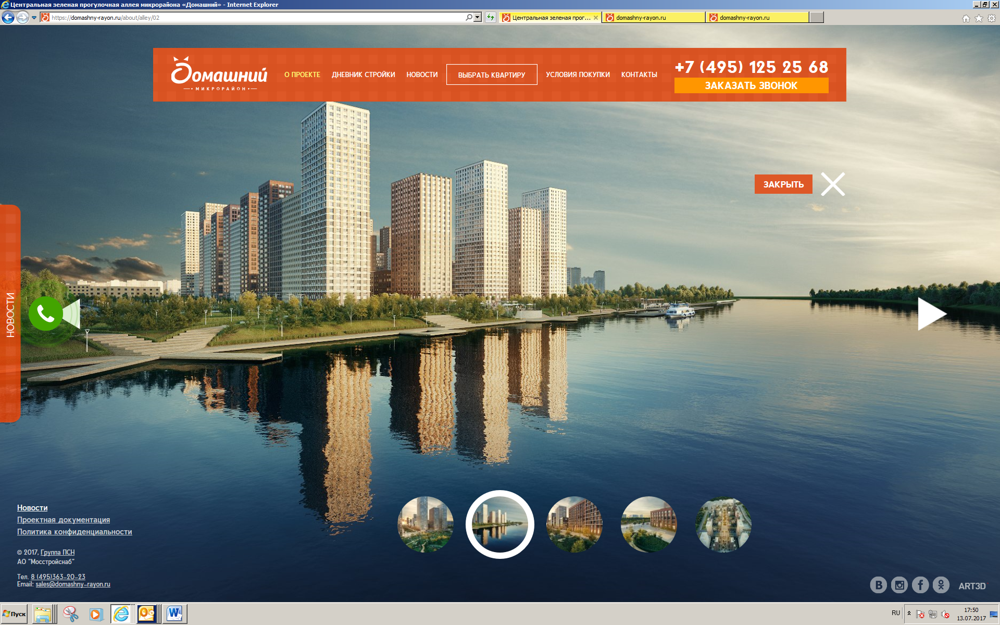 Центральная зеленая прогулочная аллея микрорайона «Домашний» - Internet Explorer
https://domashny-rayon.ru/about/alley/02
Центральная зеленая прог...
domashny-rayon.ru
domashny-rayon.ru
Домашний
МИКРОРАЙОН
О ПРОЕКТЕ
ДНЕВНИК СТРОЙКИ
НОВОСТИ
ВЫБРАТЬ КВАРТИРУ
УСЛОВИЯ ПОКУПКИ
КОНТАКТЫ
+7 (495) 125 25 68
ЗАКАЗАТЬ ЗВОНОК
ЗАКРЫТЬ
НОВОСТИ
Новости
Проектная документация
Политика конфиденциальности
© 2017, Группа ПСН
АО "Мосстройснаб"
Тел. 8 (495)363-20-23
Email: sales@domashny-rayon.ru
ART3D
Пуск
RU
17:50
13.07.2017